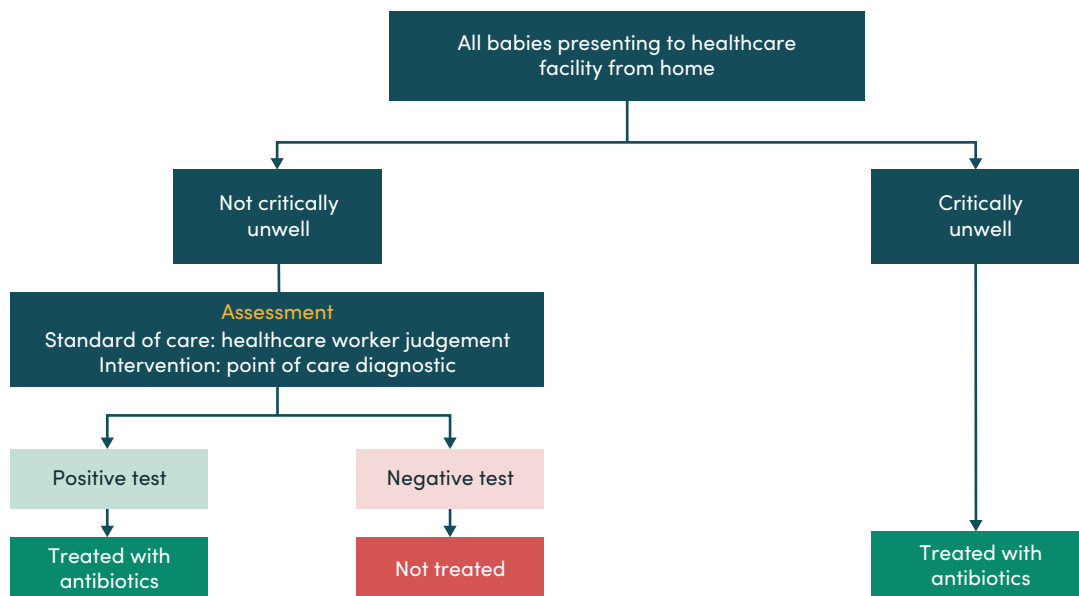 All babies presenting to healthcare
facility from home
Not critically
unwell
Critically
unwell
Assessment
Standard of care: healthcare worker judgement
Intervention: point of care diagnostic
Positive test
Negative test
Treated with
antibiotics
Not treated
Treated with
antibiotics